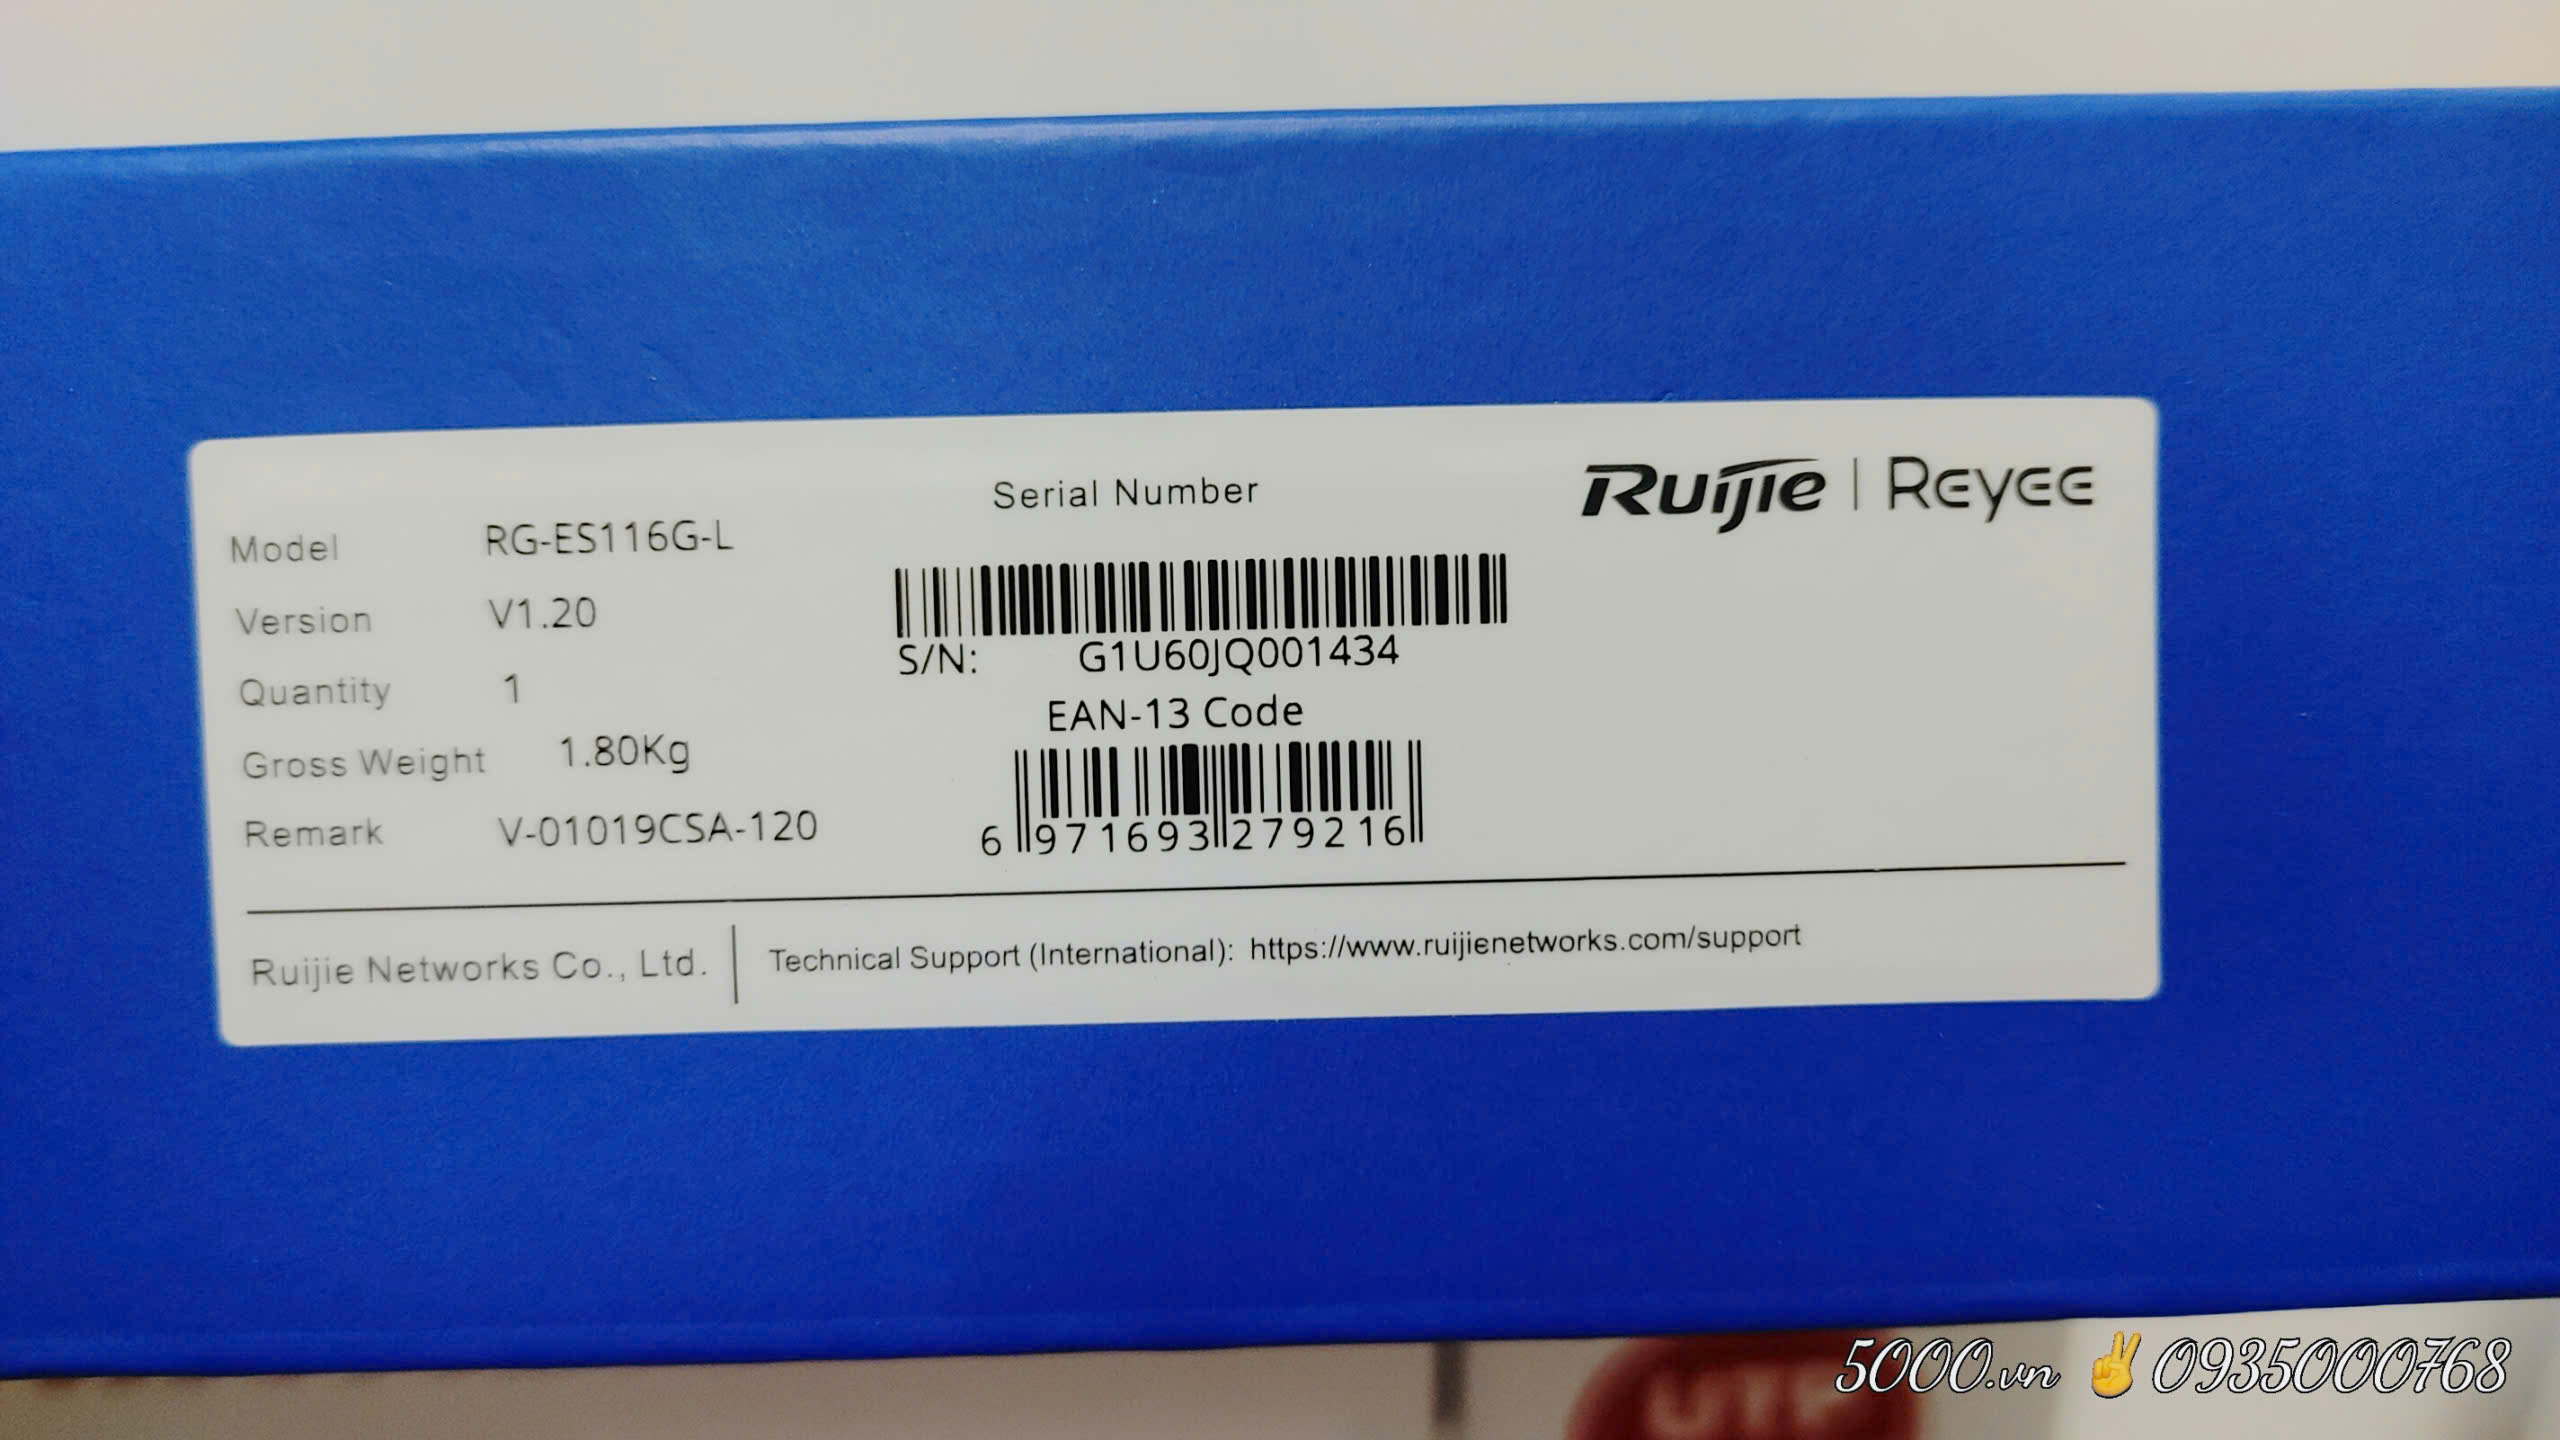 Ruijie | Reyee
Serial Number
Model RG-ES116G-L
Version V1.20
Quantity 1
Gross Weight 1.80Kg
Remark V-01019CSA-120
S/N: G1U60JQ001434
EAN-13 Code
6 971693 279216
Ruijie Networks Co., Ltd. | Technical Support (International): https://www.ruijienetworks.com/support
5000.vn ✌ 0935000768